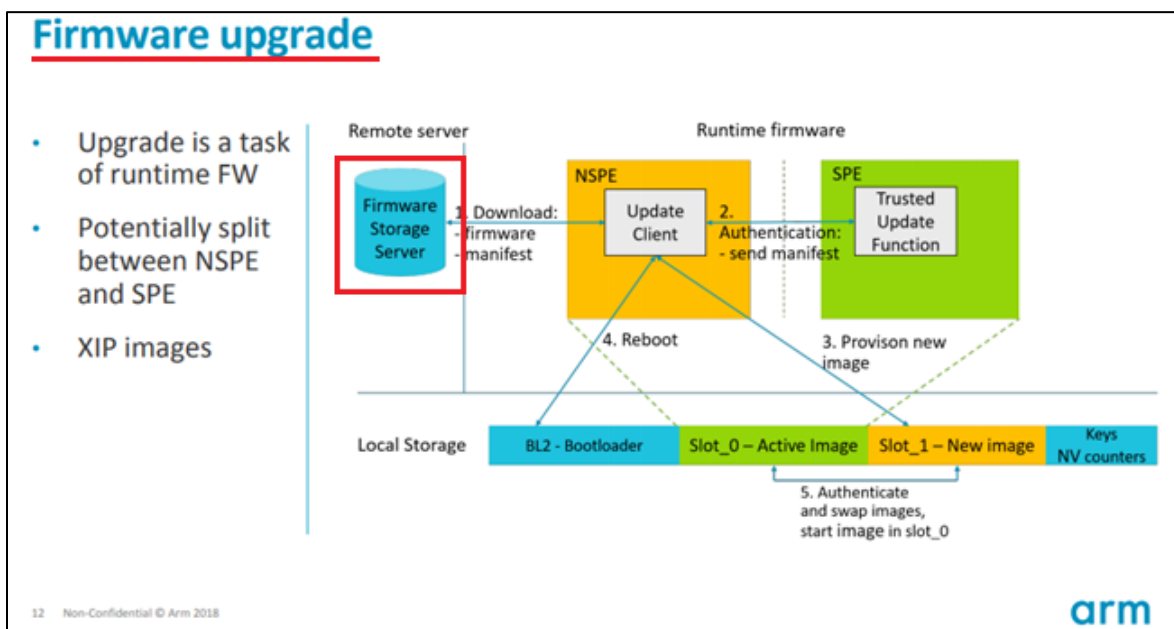 Firmware upgrade
• Upgrade is a task
of runtime FW
• Potentially split
between NSPE
and SPE
• XIP images
Remote server
Runtime firmware
Firmware
Storage
Server
1. Download:
- firmware
- manifest
NSPE
Update
Client
2.
Authentication:
- send manifest
SPE
Trusted
Update
Function
4. Reboot
3. Provison new
image
Local Storage
BL2 - Bootloader
Slot_0 – Active Image
Slot_1 – New image
Keys
NV counters
5. Authenticate
and swap images,
start image in slot_0
12 Non-Confidential © Arm 2018
arm